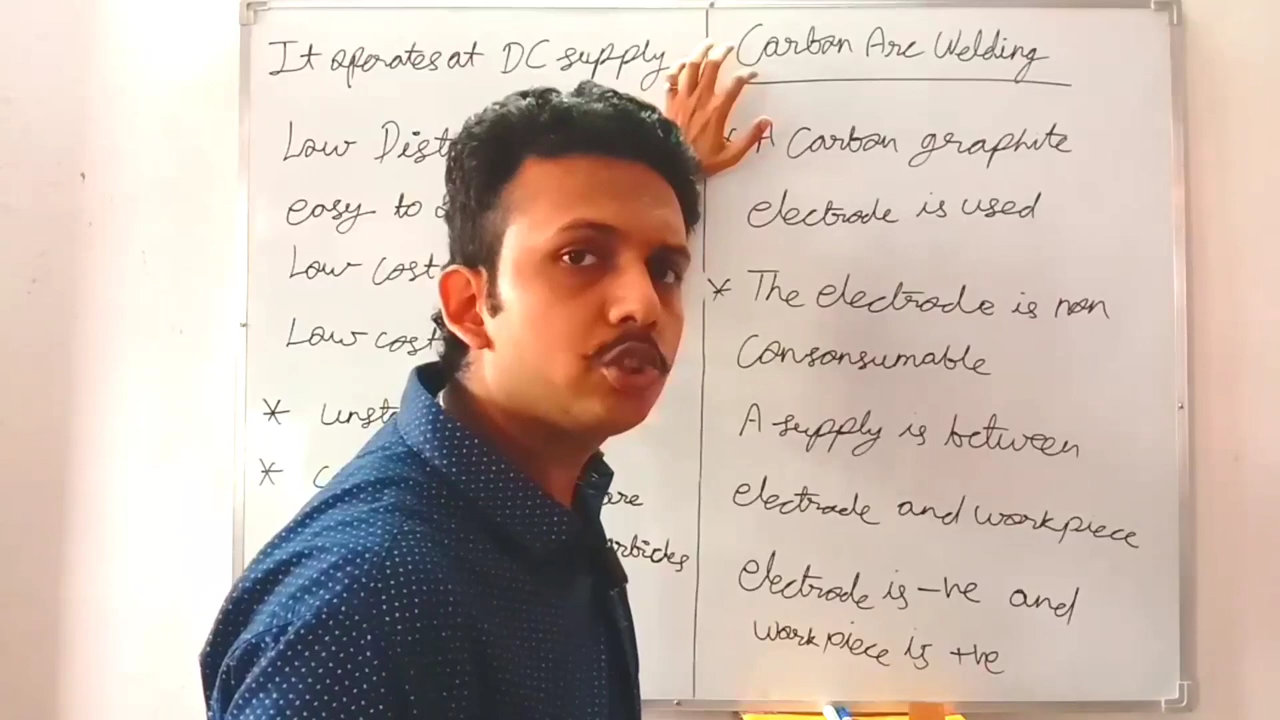 It operates at DC supply
Low Dist
easy to
Low cost
Low cost
* unst
*
are
arbides
Carbon Arc Welding
* A Carbon graphite
electrode is used
* The electrode is non
Consonsumable
A supply is between
electrode and workpiece
electrode is -ve and
workpiece is +ve